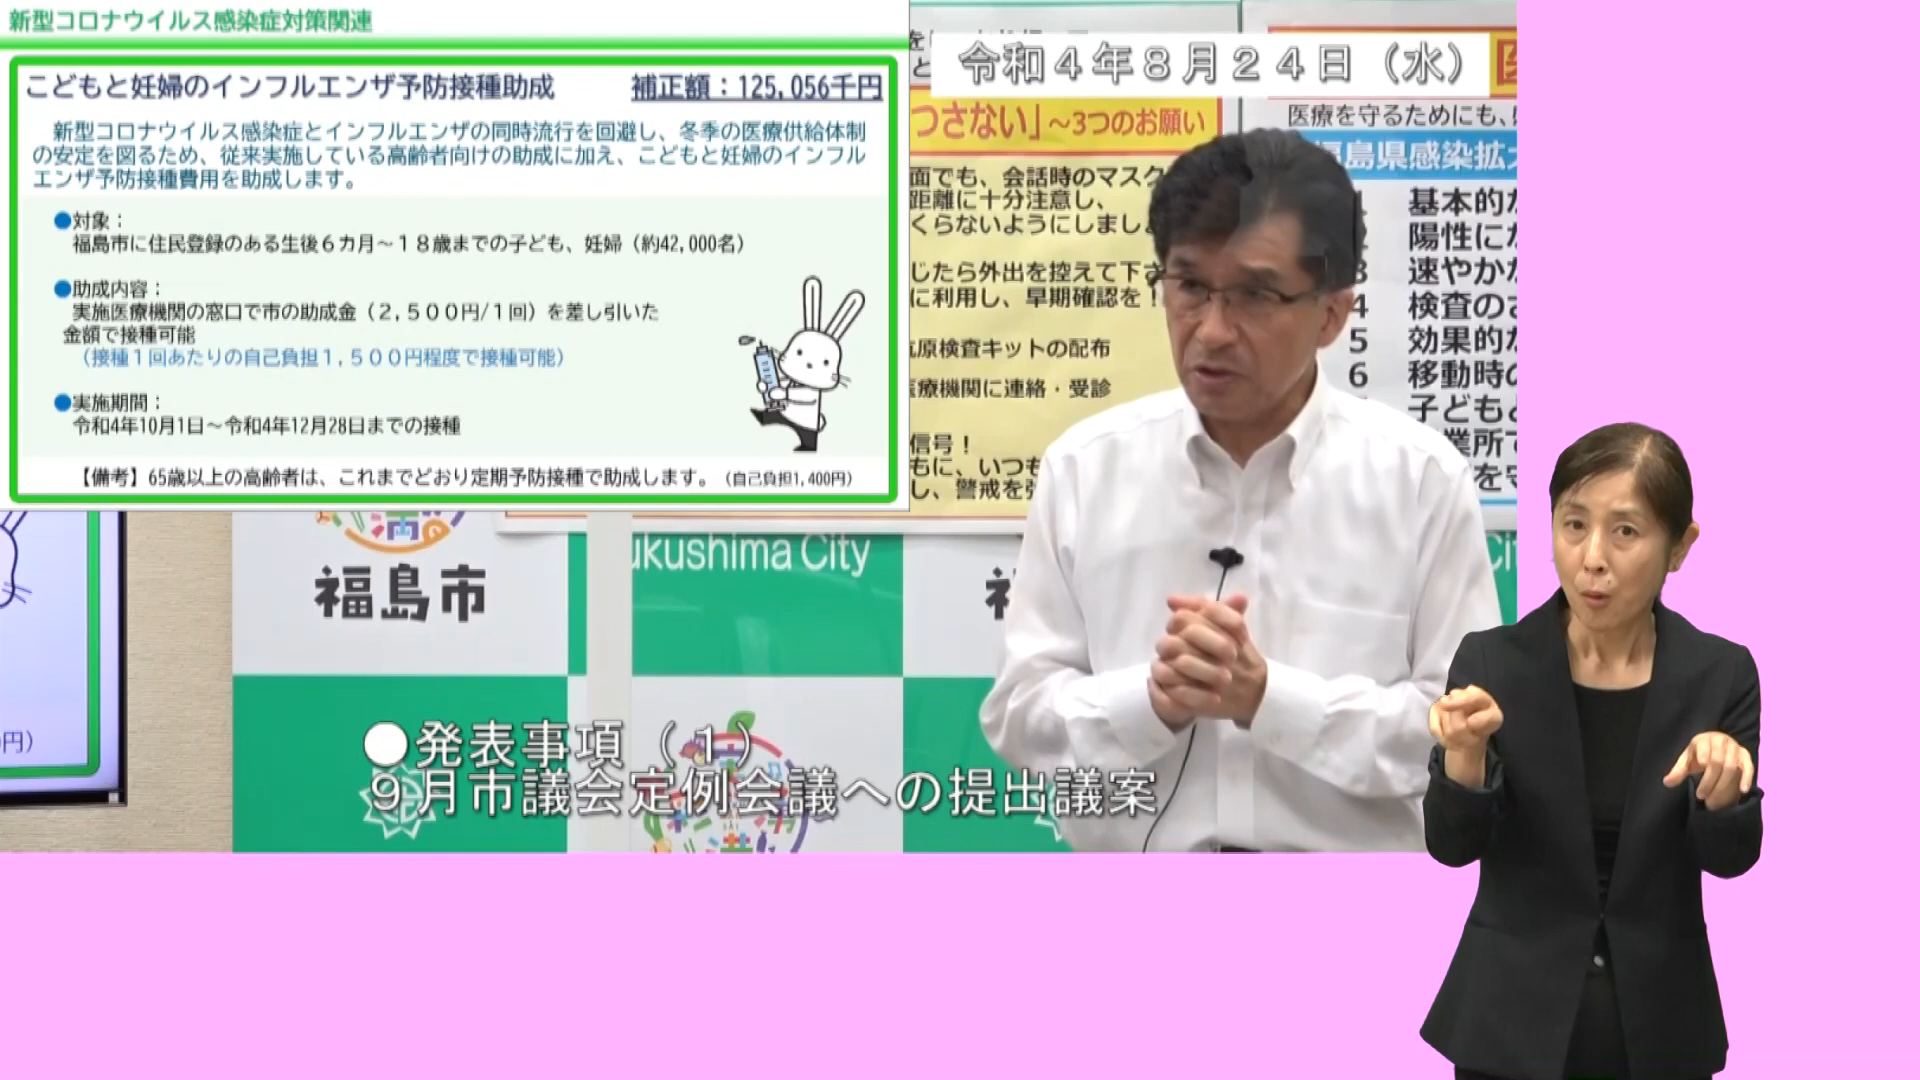 新型コロナウイルス感染症対策関連
こどもと妊婦のインフルエンザ予防接種助成 補正額：125,056千円
新型コロナウイルス感染症とインフルエンザの同時流行を回避し、冬季の医療供給体制
の安定を図るため、従来実施している高齢者向けの助成に加え、こどもと妊婦のインフル
エンザ予防接種費用を助成します。
●対象：
福島市に住民登録のある生後６カ月～１８歳までの子ども、妊婦（約42,000名）
●助成内容：
実施医療機関の窓口で市の助成金（２,５００円/１回）を差し引いた
金額で接種可能
（接種１回あたりの自己負担１,５００円程度で接種可能）
●実施期間：
令和4年10月1日～令和4年12月28日までの接種
【備考】65歳以上の高齢者は、これまでどおり定期予防接種で助成します。（自己負担1,400円）
令和４年８月２４日（水）
つさない」～3つのお願い
面でも、会話時のマスク
距離に十分注意し、
くらないようにしまし
じたら外出を控えて下さ
に利用し、早期確認を！
原検査キットの配布
療機関に連絡・受診
信号！
もに、いつも
し、警戒を
医療を守るためにも、
島県感染拡
基本的
陽性に
3 速やか
4 検査の
5 効果的
6 移動時
子ども
業所
を守
円）
福島市
ukushima City
Cit
●発表事項（１）
９月市議会定例会議への提出議案